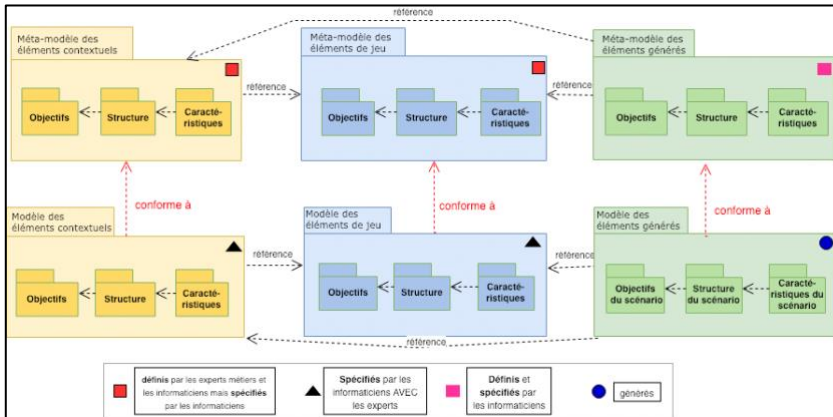 référence
Méta-modèle des
éléments contextuels
Objectifs
Structure
Caracté-
ristiques
référence
Méta-modèle des
éléments de jeu
Objectifs
Structure
Caracté-
ristiques
référence
Méta-modèle des
éléments générés
Objectifs
Structure
Caracté-
ristiques
conforme à
conforme à
conforme à
Modèle des
éléments contextuels
Objectifs
Structure
Caracté-
ristiques
référence
Modèle des
éléments de jeu
Objectifs
Structure
Caracté-
ristiques
référence
Modèle des
éléments générés
Objectifs
du scénario
Structure
du scénario
Caracté-
ristiques du
scénario
référence
définis par les experts métiers et
les informaticiens mais spécifiés
par les informaticiens
Spécifiés par les
informaticiens AVEC
les experts
Définis et
spécifiés par
les informaticiens
générés